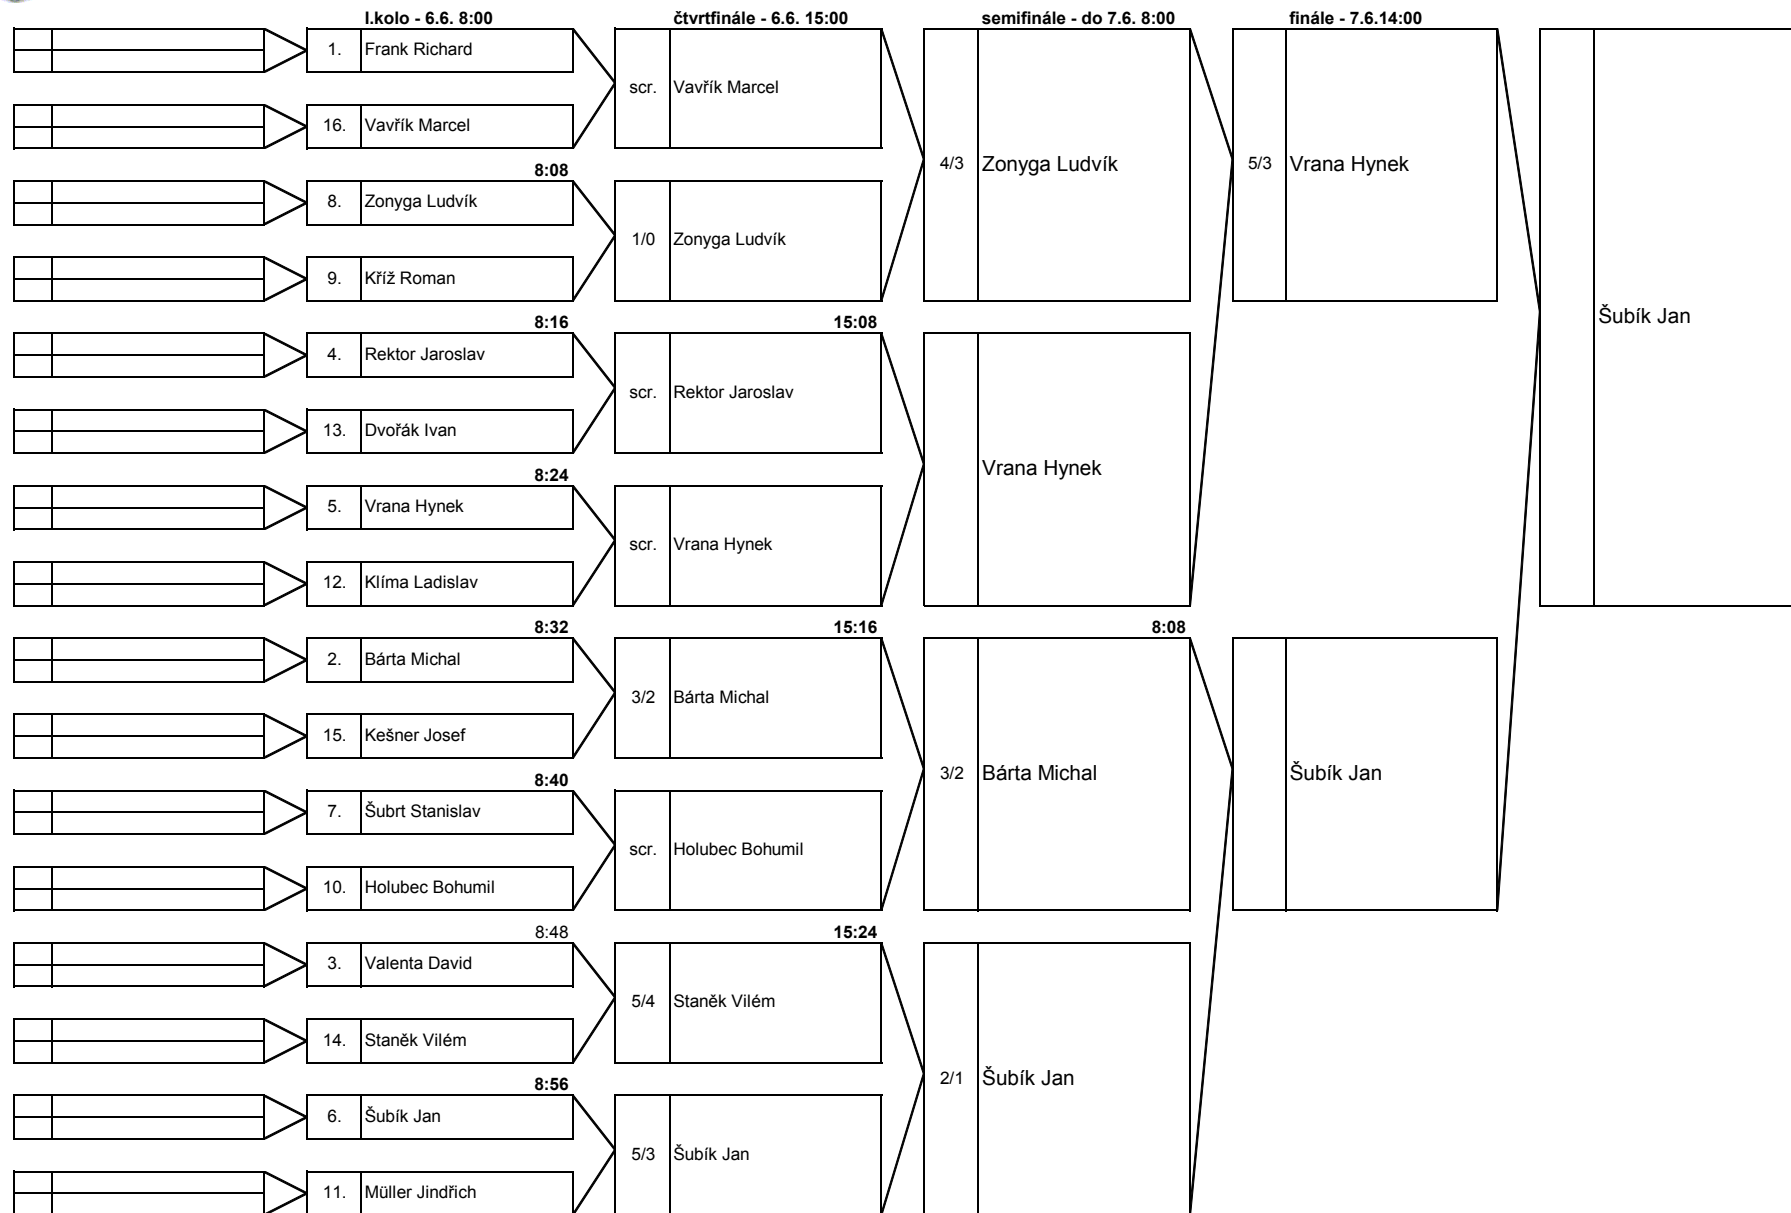 I.kolo - 6.6. 8:00 čtvrtfinále - 6.6. 15:00 semifinále - do 7.6. 8:00 finále - 7.6.14:00
1. Frank Richard
scr. Vavřík Marcel
16. Vavřík Marcel
4/3 Zonyga Ludvík 5/3 Vrana Hynek
8:08
8. Zonyga Ludvík
1/0 Zonyga Ludvík
9. Kříž Roman
Šubík Jan
8:16 15:08
4. Rektor Jaroslav
scr. Rektor Jaroslav
13. Dvořák Ivan
Vrana Hynek
8:24
5. Vrana Hynek
scr. Vrana Hynek
12. Klíma Ladislav
8:32 15:16 8:08
2. Bárta Michal
3/2 Bárta Michal
15. Kešner Josef
3/2 Bárta Michal Šubík Jan
8:40
7. Šubrt Stanislav
scr. Holubec Bohumil
10. Holubec Bohumil
8:48 15:24
3. Valenta David
5/4 Staněk Vilém
14. Staněk Vilém
2/1 Šubík Jan
8:56
6. Šubík Jan
5/3 Šubík Jan
11. Müller Jindřich